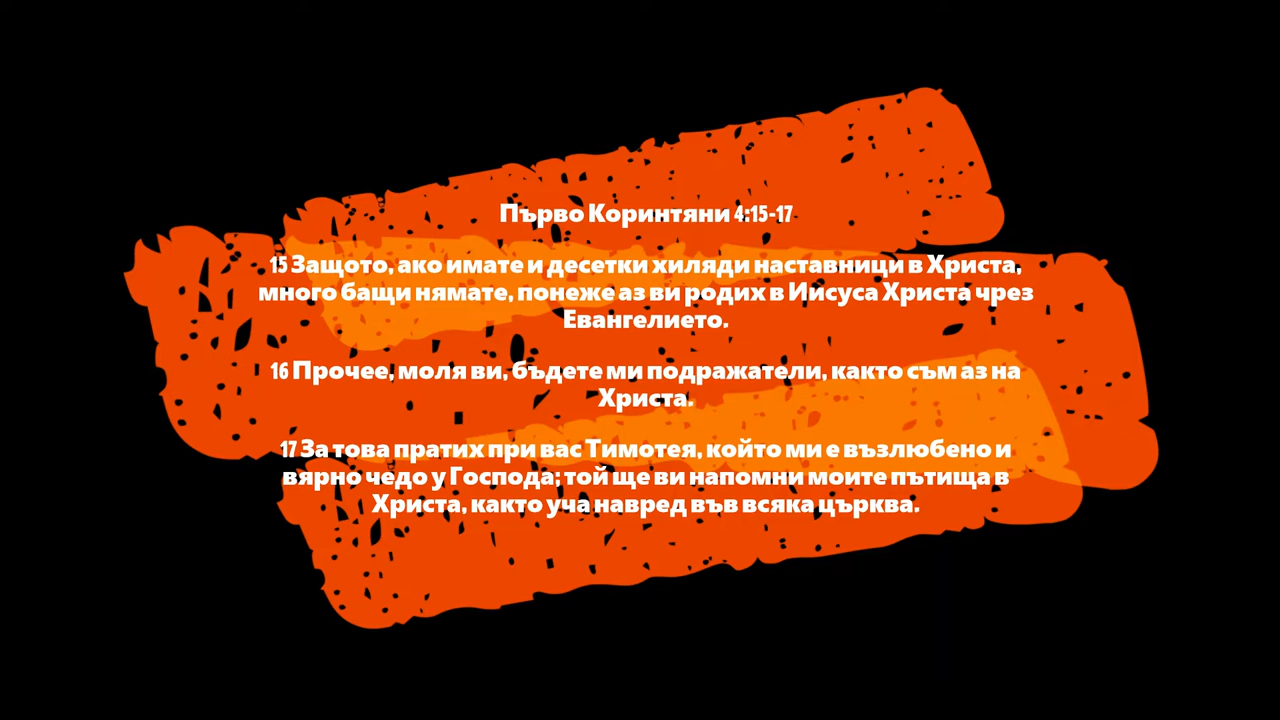 Първо Коринтяни 4:15-17
15 Защото, ако имате и десетки хиляди наставници в Христа,
много бащи нямате, понеже аз ви родих в Иисуса Христа чрез
Евангелието.
16 Прочее, моля ви, бъдете ми подражатели, както съм аз на
Христа.
17 За това пратих при вас Тимотея, който ми е възлюбено и
вярно чедо у Господа; той ще ви напомни моите пътища в
Христа, както уча навред във всяка църква.